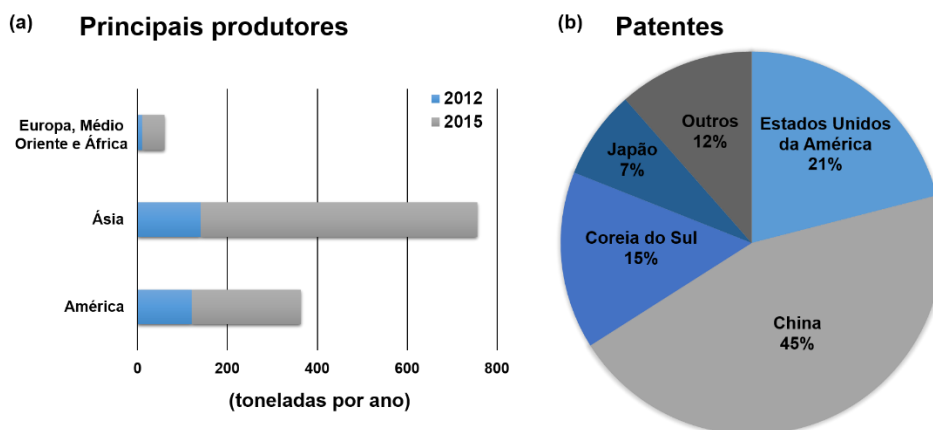 (a) Principais produtores
2012
2015
Europa, Médio
Oriente e África
Ásia
América
0 200 400 600 800
(toneladas por ano)
(b) Patentes
Outros
12%
Estados Unidos
da América
21%
Japão
7%
Coreia do Sul
15%
China
45%